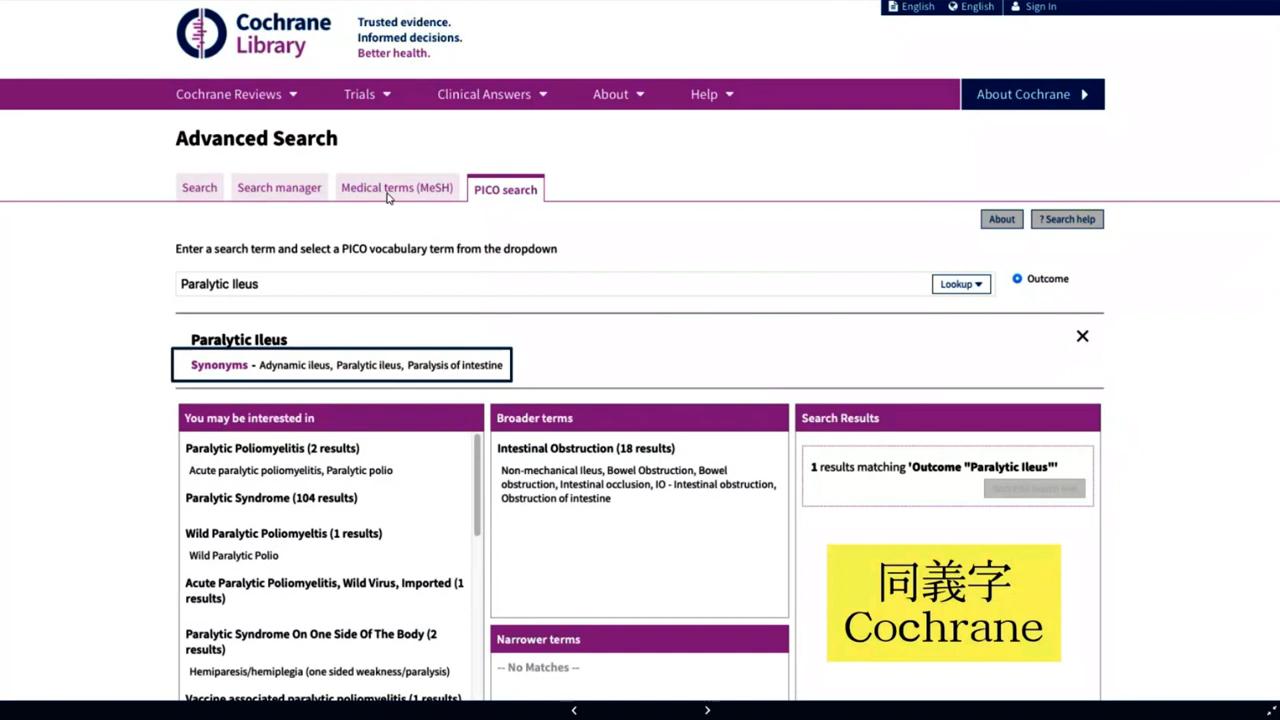 English
English
Sign In
Cochrane
Library
Trusted evidence.
Informed decisions.
Better health.
Cochrane Reviews
Trials
Clinical Answers
About
Help
About Cochrane
Advanced Search
Search
Search manager
Medical terms (MeSH)
PICO search
About
? Search help
Enter a search term and select a PICO vocabulary term from the dropdown
Paralytic Ileus
Lookup
Outcome
Paralytic Ileus
Synonyms - Adynamic ileus, Paralytic ileus, Paralysis of intestine
You may be interested in
Paralytic Poliomyelitis (2 results)
Acute paralytic poliomyelitis, Paralytic polio
Paralytic Syndrome (104 results)
Wild Paralytic Poliomyeltis (1 results)
Wild Paralytic Polio
Acute Paralytic Poliomyelitis, Wild Virus, Imported (1
results)
Paralytic Syndrome On One Side Of The Body (2
results)
Hemiparesis/hemiplegia (one sided weakness/paralysis)
Vaccine associated paralytic poliomyelitis (1 results)
Broader terms
Intestinal Obstruction (18 results)
Non-mechanical Ileus, Bowel Obstruction, Bowel
obstruction, Intestinal occlusion, IO - Intestinal obstruction,
Obstruction of intestine
Narrower terms
-- No Matches --
Search Results
1 results matching 'Outcome "Paralytic Ileus"'
同義字
Cochrane